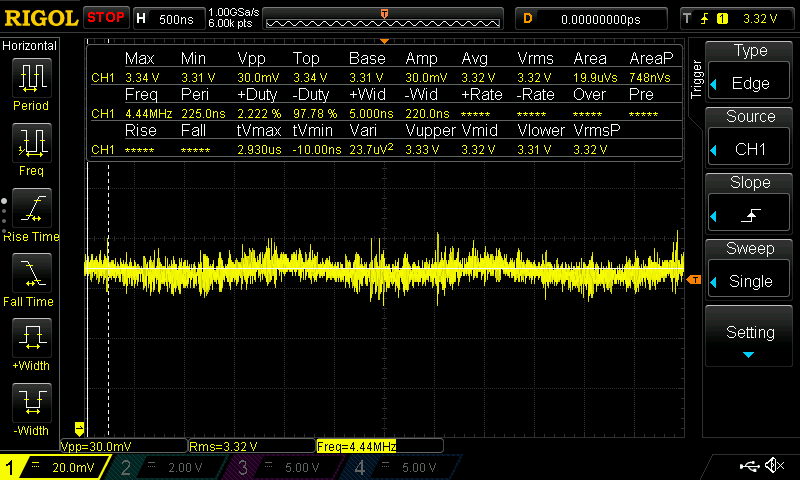 RIGOL STOP H 500ns 1.00GSa/s 6.00k pts T D 0.00000000ps T 1 3.32 V
Horizontal
Period
Freq
Rise Time
Fall Time
+Width
-Width
Max Min Vpp Top Base Amp Avg Vrms Area AreaP
CH1 3.34 V 3.31 V 30.0mV 3.34 V 3.31 V 30.0mV 3.32 V 3.32 V 19.9uVs 748nVs
Freq Peri +Duty -Duty +Wid -Wid +Rate -Rate Over Pre
CH1 4.44MHz 225.0ns 2.222 % 97.78 % 5.000ns 220.0ns ***** ***** ***** *****
Rise Fall tVmax tVmin Vari Vupper Vmid Vlower VrmsP
CH1 ***** ***** 2.930us -10.00ns 23.7uV² 3.33 V 3.32 V 3.31 V 3.32 V
T
Trigger
Type
Edge
Source
CH1
Slope
Sweep
Single
Setting
Vpp=30.0mV Rms=3.32 V Freq=4.44MHz
1 20.0mV 2 2.00 V 3 5.00 V 4 5.00 V